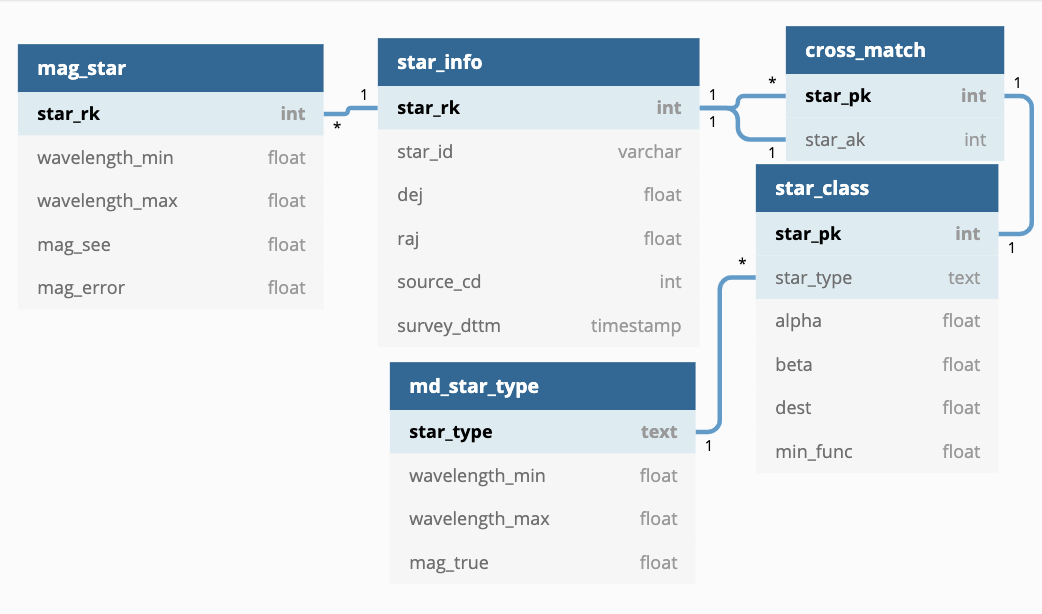 mag_star
star_rk int
wavelength_min float
wavelength_max float
mag_see float
mag_error float
* 1
star_info
star_rk int
star_id varchar
dej float
raj float
source_cd int
survey_dttm timestamp
1 *
1 1
cross_match
star_pk int
star_ak int
1
1
star_class
star_pk int
star_type text
alpha float
beta float
dest float
min_func float
*
1
md_star_type
star_type text
wavelength_min float
wavelength_max float
mag_true float